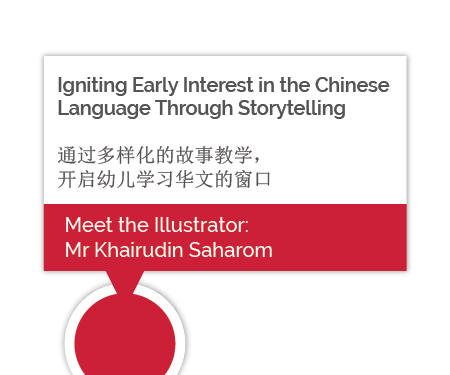 Igniting Early Interest in the Chinese
Language Through Storytelling
通过多样化的故事教学，
开启幼儿学习华文的窗口
Meet the Illustrator:
Mr Khairudin Saharom